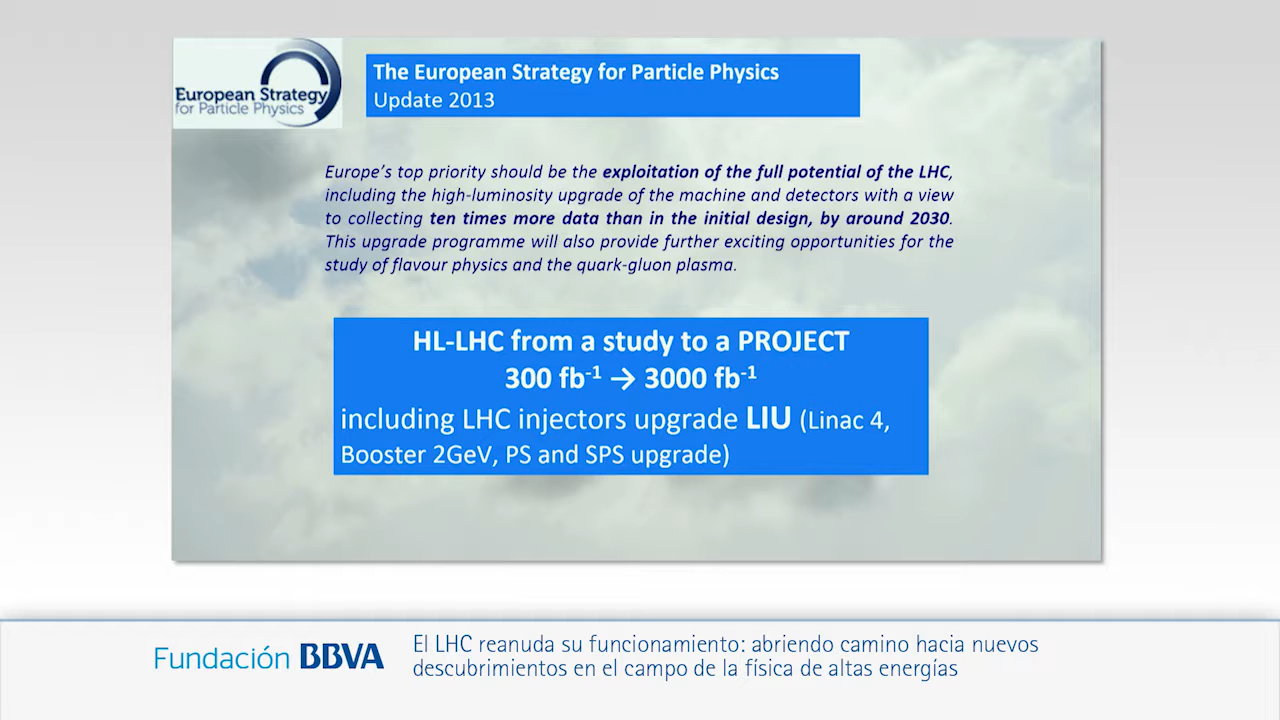 European Strategy
for Particle Physics
The European Strategy for Particle Physics
Update 2013
Europe's top priority should be the exploitation of the full potential of the LHC,
including the high-luminosity upgrade of the machine and detectors with a view
to collecting ten times more data than in the initial design, by around 2030.
This upgrade programme will also provide further exciting opportunities for the
study of flavour physics and the quark-gluon plasma.
HL-LHC from a study to a PROJECT
300 fb⁻¹ → 3000 fb⁻¹
including LHC injectors upgrade LIU (Linac 4,
Booster 2GeV, PS and SPS upgrade)
Fundación BBVA
El LHC reanuda su funcionamiento: abriendo camino hacia nuevos
descubrimientos en el campo de la física de altas energías